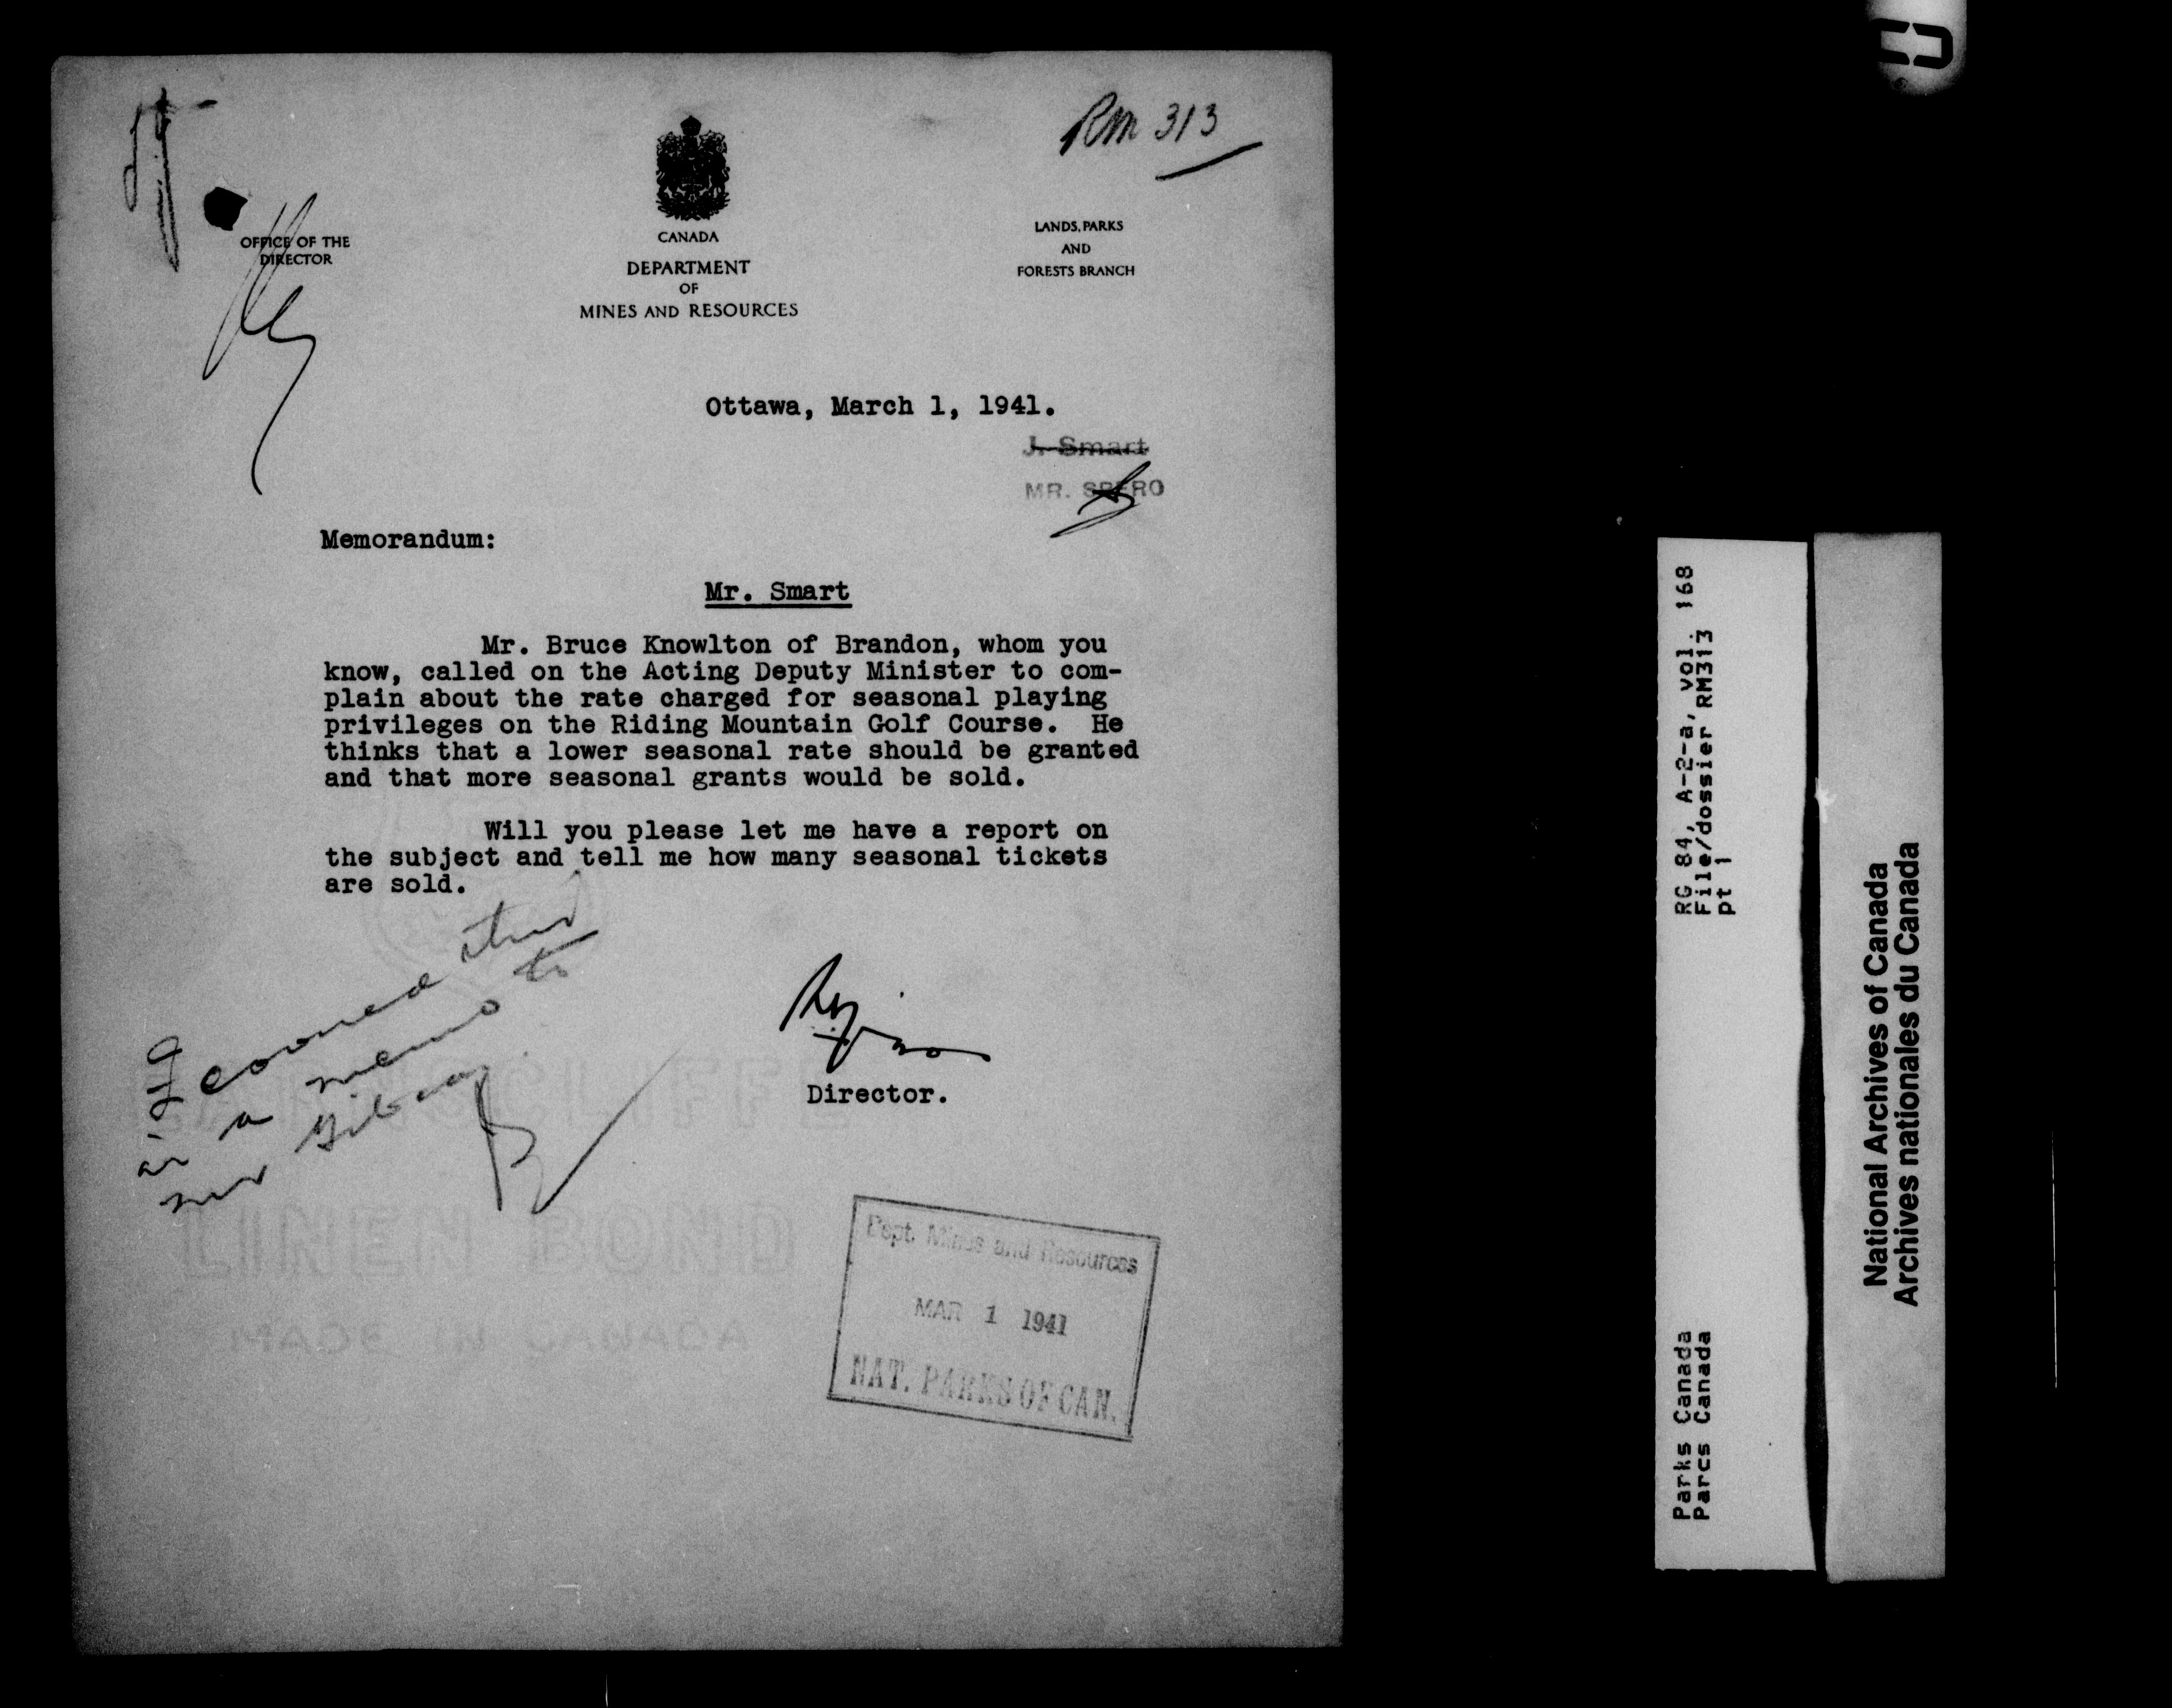 Rm 313
OFFICE OF THE
DIRECTOR
CANADA
DEPARTMENT
OF
MINES AND RESOURCES
LANDS, PARKS
AND
FORESTS BRANCH
Ottawa, March 1, 1941.
J. Smart
MR. SPERO
Memorandum:
Mr. Smart
Mr. Bruce Knowlton of Brandon, whom you
know, called on the Acting Deputy Minister to com-
plain about the rate charged for seasonal playing
privileges on the Riding Mountain Golf Course. He
thinks that a lower seasonal rate should be granted
and that more seasonal grants would be sold.
Will you please let me have a report on
the subject and tell me how many seasonal tickets
are sold.
I covered this
in a memo to
Mr Gibson
Director.
LINEN BOND
MADE IN CANADA
Dept. Mines and Resources
MAR 1 1941
NAT. PARKS OF CAN.
RG 84, A-2-a, vol. 168
File/dossier RM313
pt 1
Parks Canada
Parcs Canada
National Archives of Canada
Archives nationales du Canada